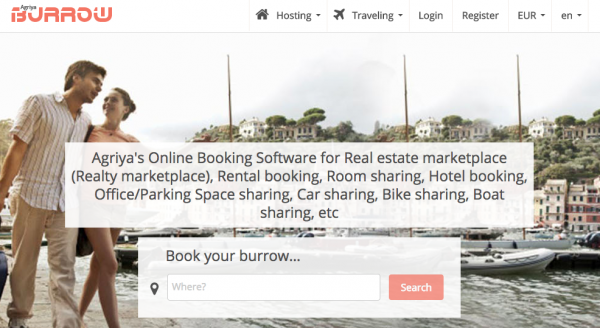 Agriya
BURROW
Hosting
Traveling
Login
Register
EUR
en
Agriya's Online Booking Software for Real estate marketplace
(Realty marketplace), Rental booking, Room sharing, Hotel booking,
Office/Parking Space sharing, Car sharing, Bike sharing, Boat
sharing, etc
Book your burrow...
Where?
Search